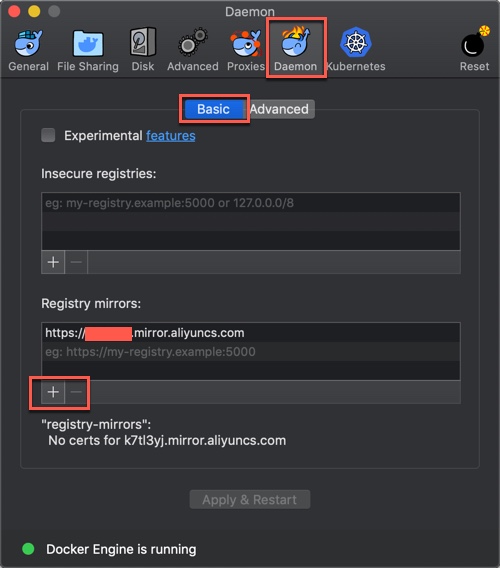 Daemon
General File Sharing Disk Advanced Proxies Daemon Kubernetes Reset
Basic Advanced
Experimental features
Insecure registries:
eg: my-registry.example:5000 or 127.0.0.0/8
+ −
Registry mirrors:
https:// .mirror.aliyuncs.com
eg: https://my-registry.example:5000
+ −
"registry-mirrors":
No certs for k7tl3yj.mirror.aliyuncs.com
Apply & Restart
Docker Engine is running